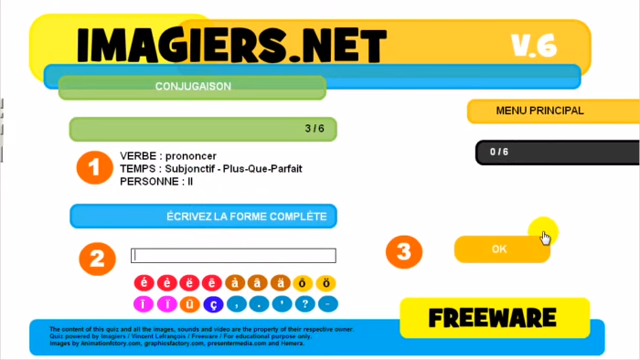 IMAGIERS.NET
V.6
CONJUGAISON
MENU PRINCIPAL
3 / 6
0 / 6
1
VERBE : prononcer
TEMPS : Subjonctif - Plus-Que-Parfait
PERSONNE : Il
ÉCRIVEZ LA FORME COMPLÈTE
2
3
OK
FREEWARE
The content of this quiz and all the images, sounds and video are the property of their respective owner.
Quiz powered by Imagiers / Vincent Lefrançois / Freeware / For educational purpose only.
Images by Animationfactory.com, graphicsfactory.com, presentermedia.com and Hemera.